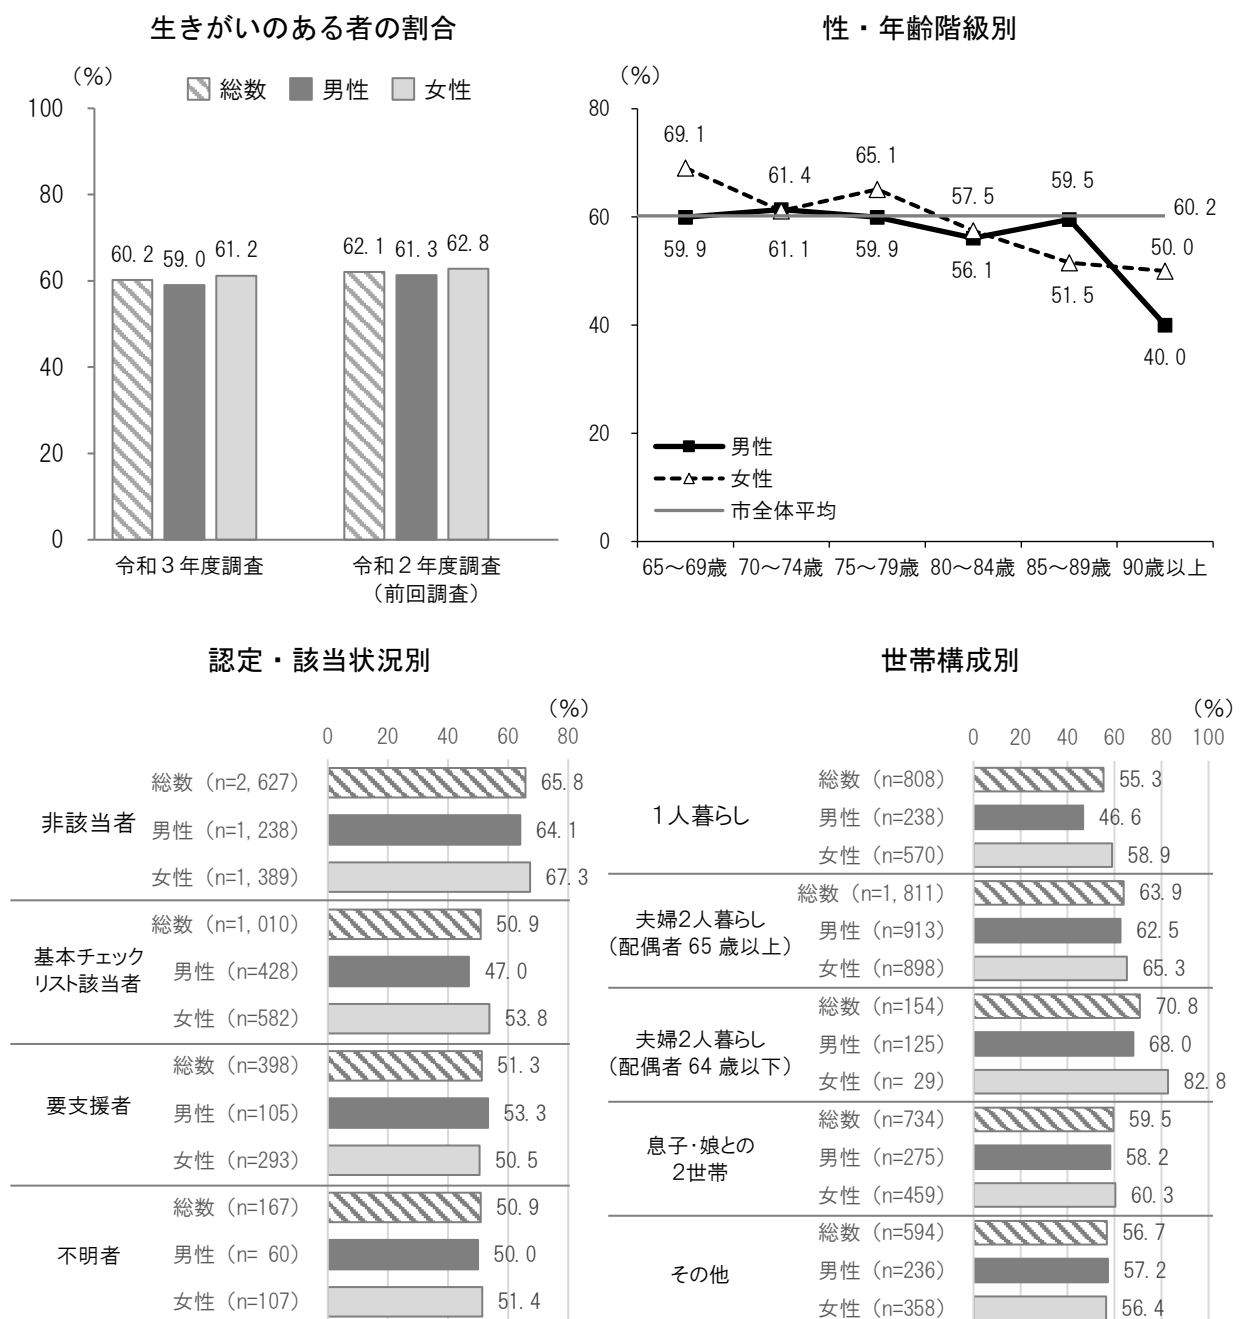 生きがいのある者の割合
(%)
総数 男性 女性
100
80
60
40
20
0
60.2 59.0 61.2
62.1 61.3 62.8
令和3年度調査
令和2年度調査
(前回調査)
性・年齢階級別
(%)
80
60
40
20
0
69.1
61.4
65.1
57.5
59.5
60.2
50.0
59.9
61.1
59.9
56.1
51.5
40.0
男性
女性
市全体平均
65～69歳 70～74歳 75～79歳 80～84歳 85～89歳 90歳以上
認定・該当状況別
(%)
0 20 40 60 80
非該当者
総数 (n=2,627) 65.8
男性 (n=1,238) 64.1
女性 (n=1,389) 67.3
基本チェック
リスト該当者
総数 (n=1,010) 50.9
男性 (n=428) 47.0
女性 (n=582) 53.8
要支援者
総数 (n=398) 51.3
男性 (n=105) 53.3
女性 (n=293) 50.5
不明者
総数 (n=167) 50.9
男性 (n= 60) 50.0
女性 (n=107) 51.4
世帯構成別
(%)
0 20 40 60 80 100
1人暮らし
総数 (n=808) 55.3
男性 (n=238) 46.6
女性 (n=570) 58.9
夫婦2人暮らし
(配偶者 65 歳以上)
総数 (n=1,811) 63.9
男性 (n=913) 62.5
女性 (n=898) 65.3
夫婦2人暮らし
(配偶者 64 歳以下)
総数 (n=154) 70.8
男性 (n=125) 68.0
女性 (n= 29) 82.8
息子・娘との
2世帯
総数 (n=734) 59.5
男性 (n=275) 58.2
女性 (n=459) 60.3
その他
総数 (n=594) 56.7
男性 (n=236) 57.2
女性 (n=358) 56.4